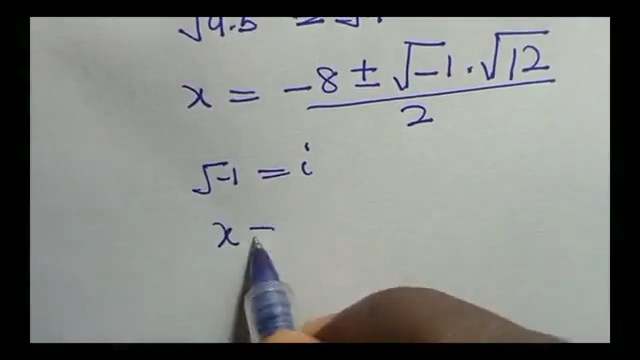 x = -8 ± √-1 · √12 / 2
√-1 = i
x =